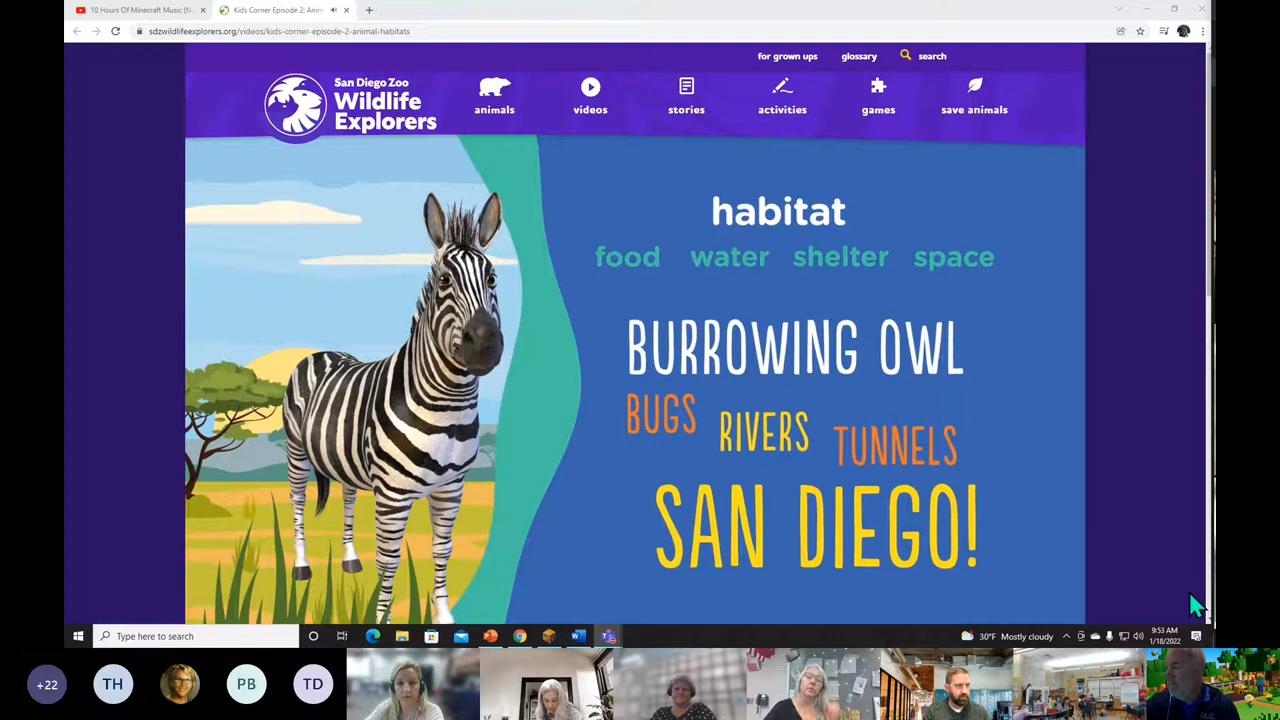 10 Hours Of Minecraft Music (N
Kids Corner Episode 2: Anim
sdzwildlifeexplorers.org/videos/kids-corner-episode-2-animal-habitats
for grown ups glossary search
San Diego Zoo
Wildlife
Explorers
animals videos stories activities games save animals
habitat
food water shelter space
BURROWING OWL
BUGS RIVERS TUNNELS
SAN DIEGO!
Type here to search
30°F Mostly cloudy
9:53 AM
1/18/2022
+22 TH PB TD